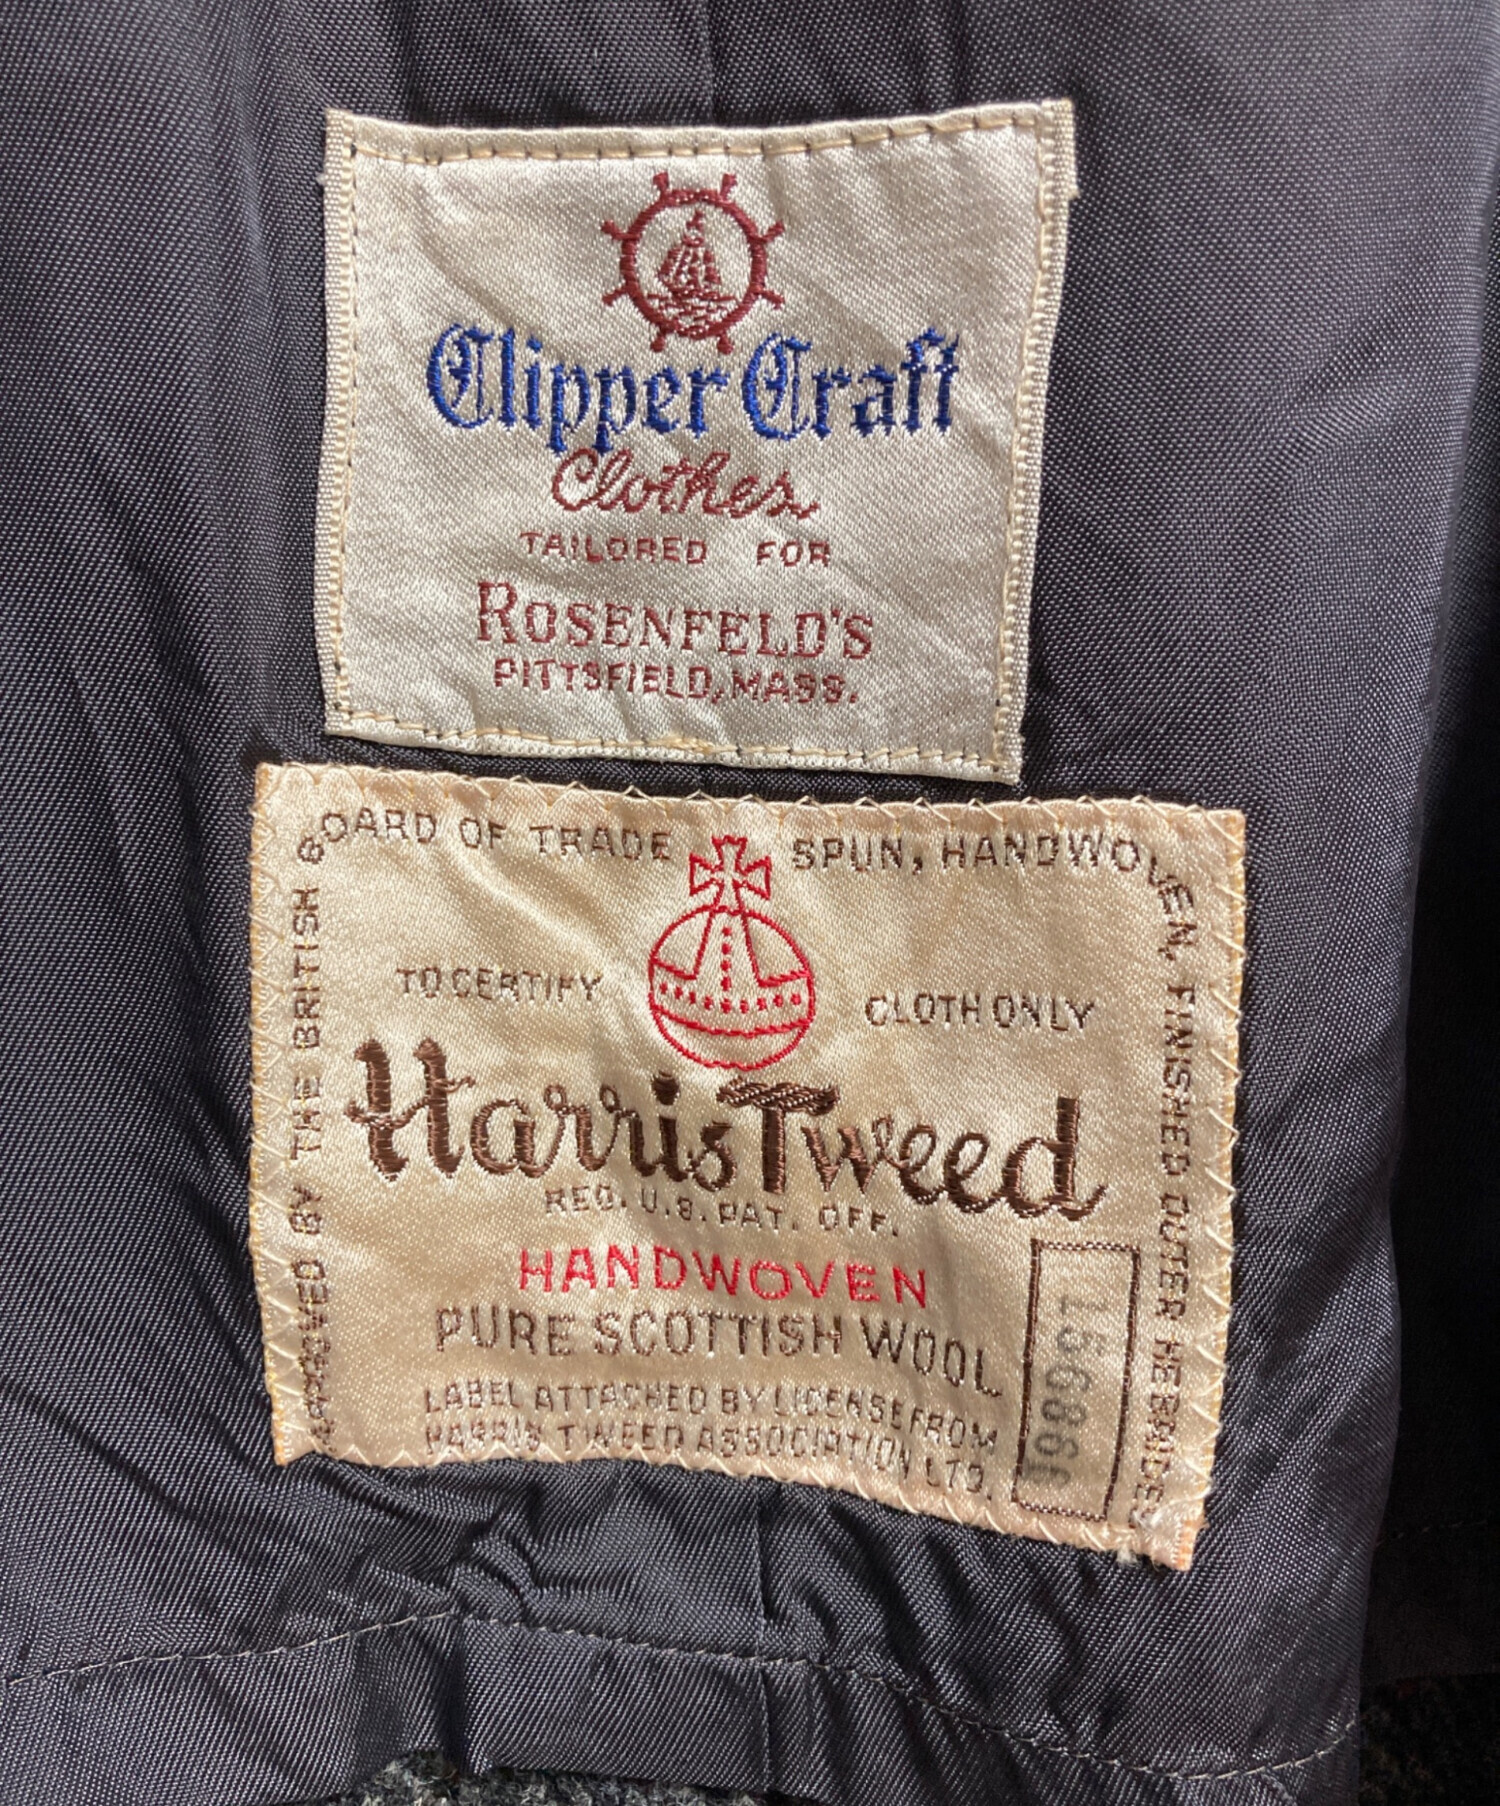 Clipper Craft
Clothes
TAILORED FOR
ROSENFELD'S
PITTSFIELD, MASS.
APPROVED BY THE BRITISH BOARD OF TRADE
SPUN, HANDWOVEN, FINISHED OUTER HEBRIDES
TO CERTIFY
CLOTH ONLY
Harris Tweed
REG. U.S. PAT. OFF.
HANDWOVEN
PURE SCOTTISH WOOL
LABEL ATTACHED BY LICENSE FROM
HARRIS TWEED ASSOCIATION LTD.